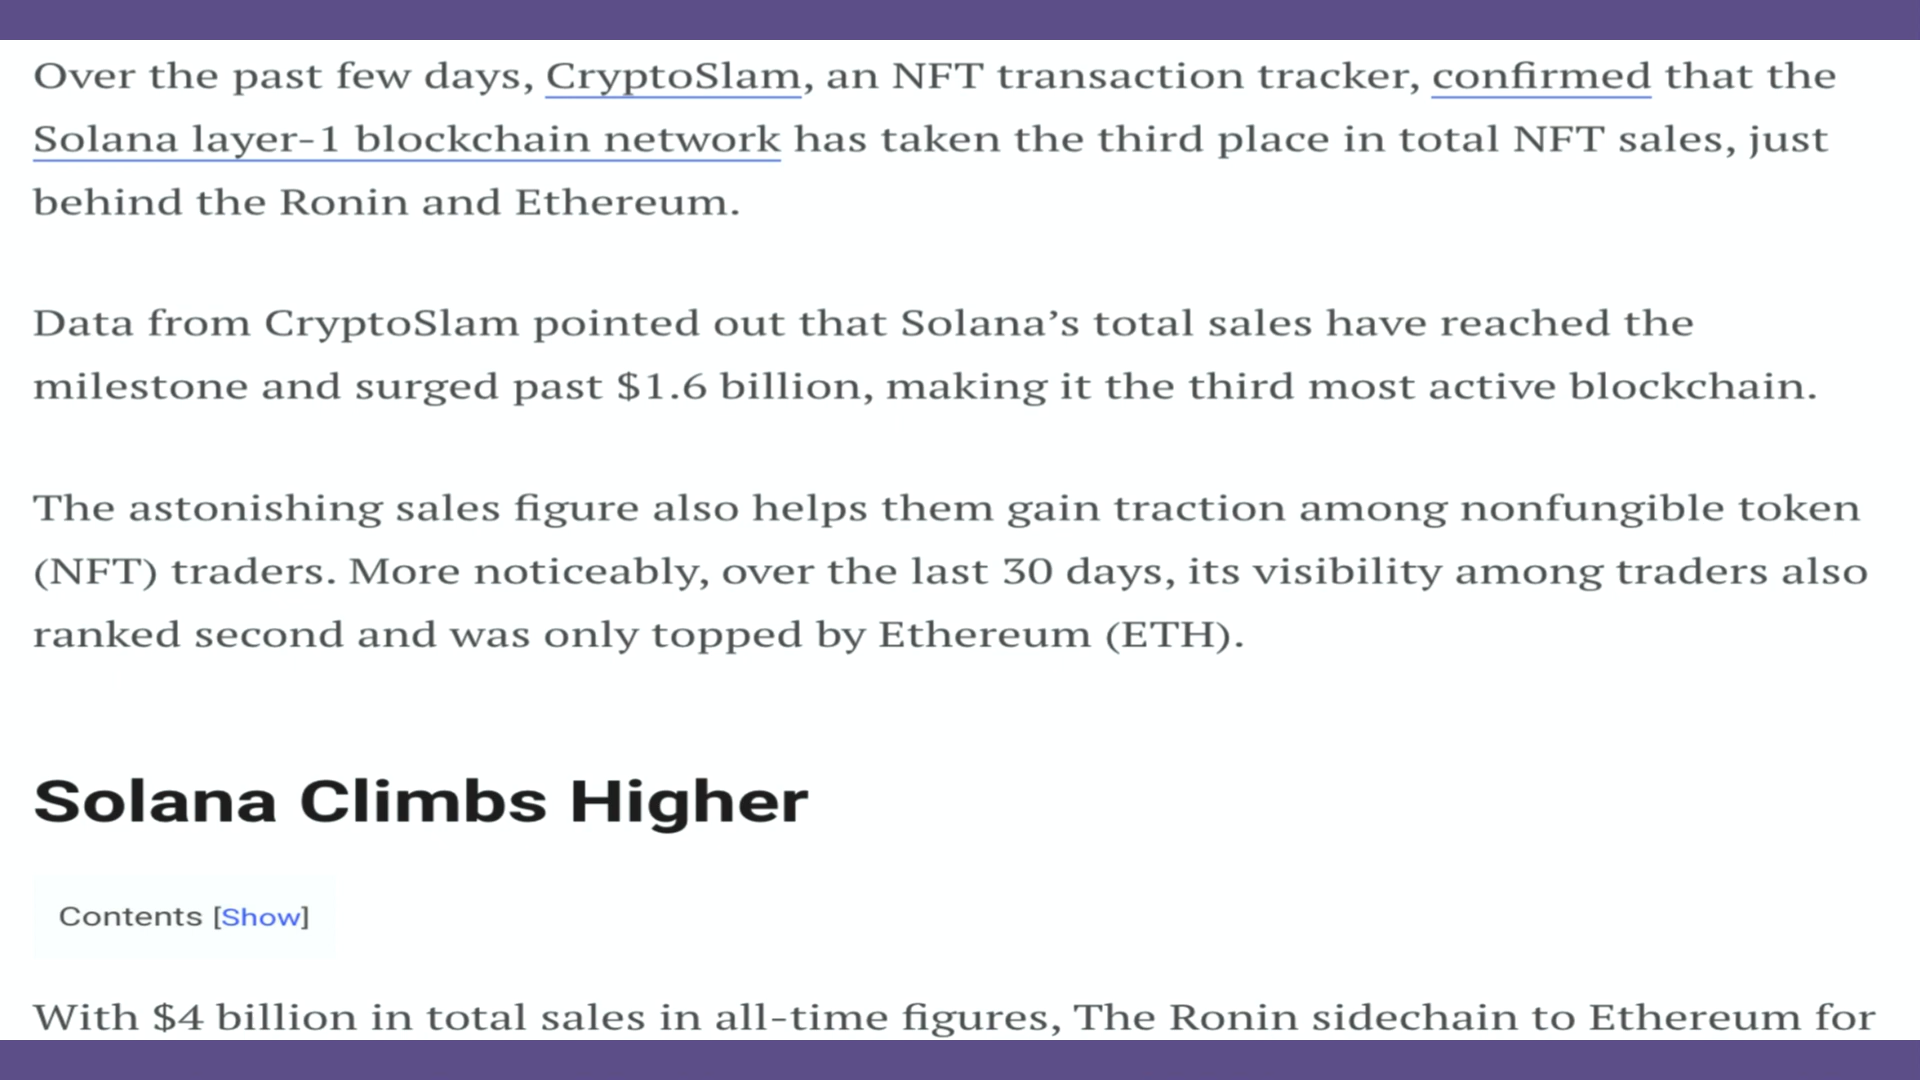 Over the past few days, CryptoSlam, an NFT transaction tracker, confirmed that the
Solana layer-1 blockchain network has taken the third place in total NFT sales, just
behind the Ronin and Ethereum.
Data from CryptoSlam pointed out that Solana’s total sales have reached the
milestone and surged past $1.6 billion, making it the third most active blockchain.
The astonishing sales figure also helps them gain traction among nonfungible token
(NFT) traders. More noticeably, over the last 30 days, its visibility among traders also
ranked second and was only topped by Ethereum (ETH).
Solana Climbs Higher
Contents [Show]
With $4 billion in total sales in all-time figures, The Ronin sidechain to Ethereum for